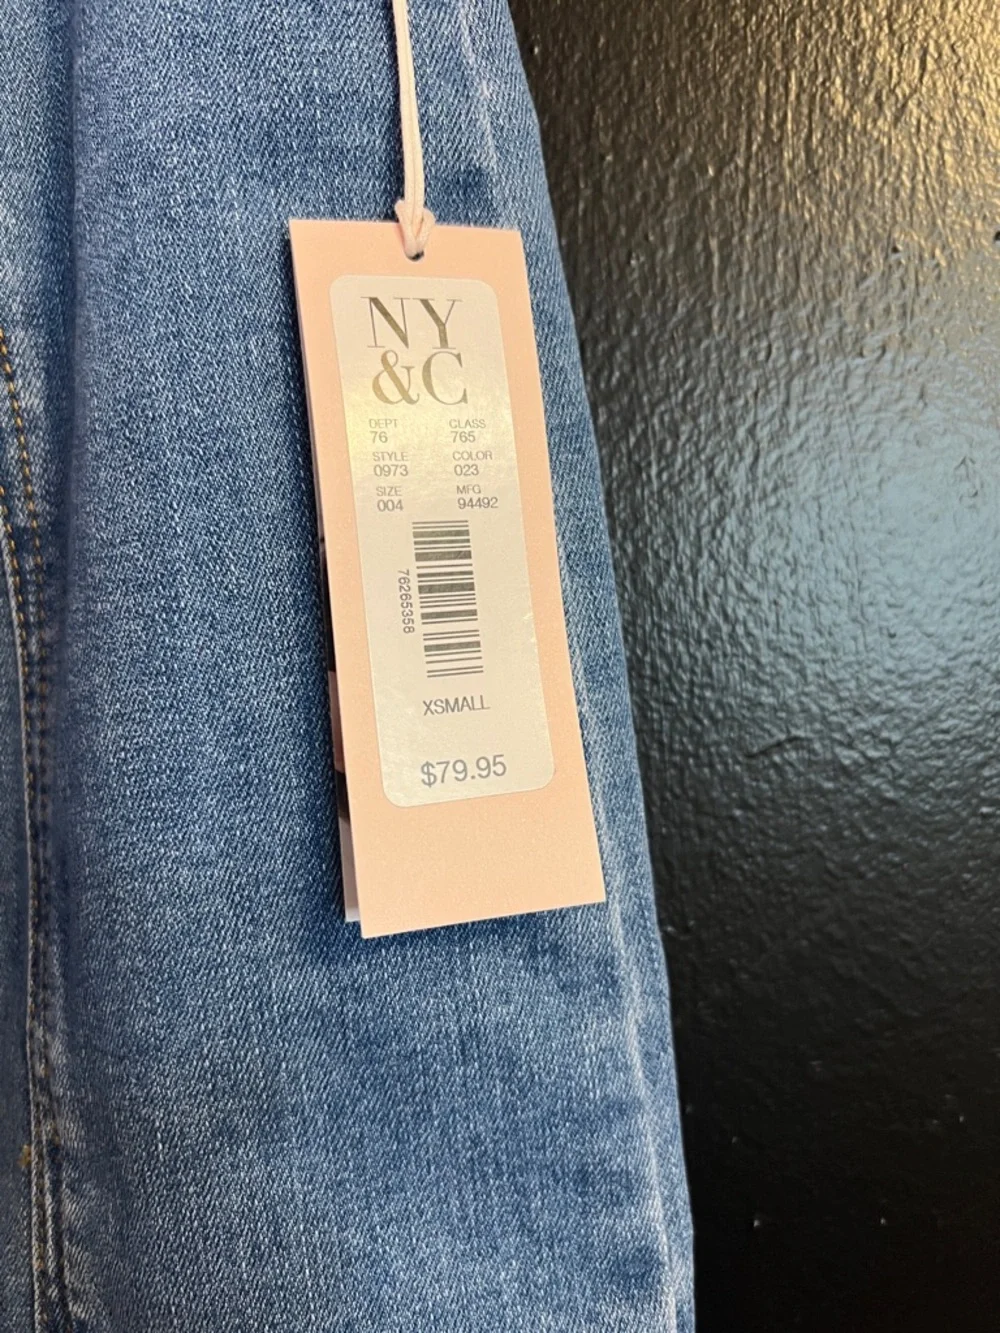 NY
&C
DEPT CLASS
76 765
STYLE COLOR
0973 023
SIZE MFG
004 94492
76265358
XSMALL
$79.95